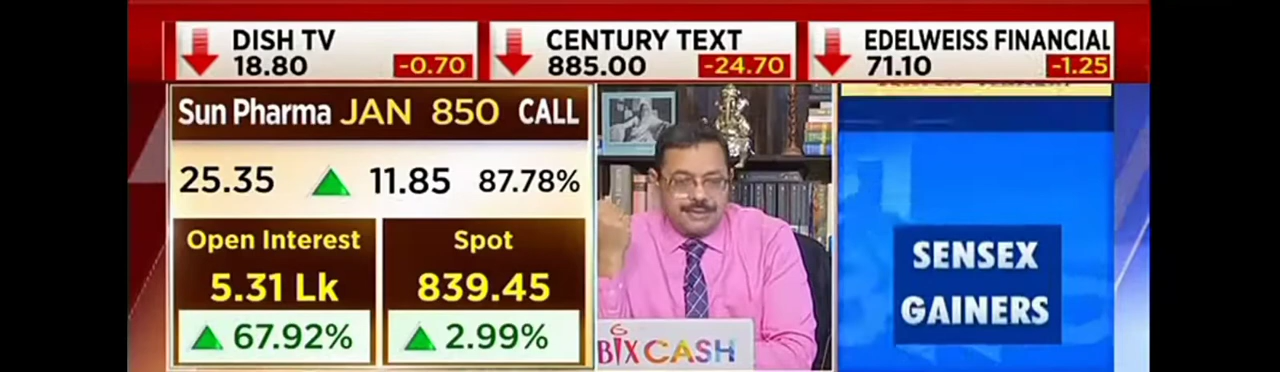 DISH TV
18.80 -0.70
CENTURY TEXT
885.00 -24.70
EDELWEISS FINANCIAL
71.10 -1.25
Sun Pharma JAN 850 CALL
25.35 11.85 87.78%
Open Interest
5.31 Lk
67.92%
Spot
839.45
2.99%
BIXCASH
SENSEX
GAINERS